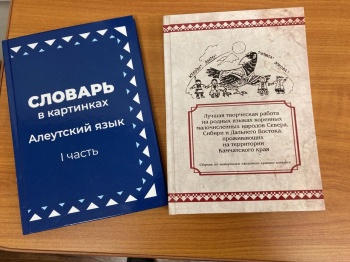 СЛОВАРЬ
в картинках
Алеутский язык
I часть
Лучшая творческая работа
на родных языках коренных
малочисленных народов Севера,
Сибири и Дальнего Востока,
проживающих
на территории
Камчатского края